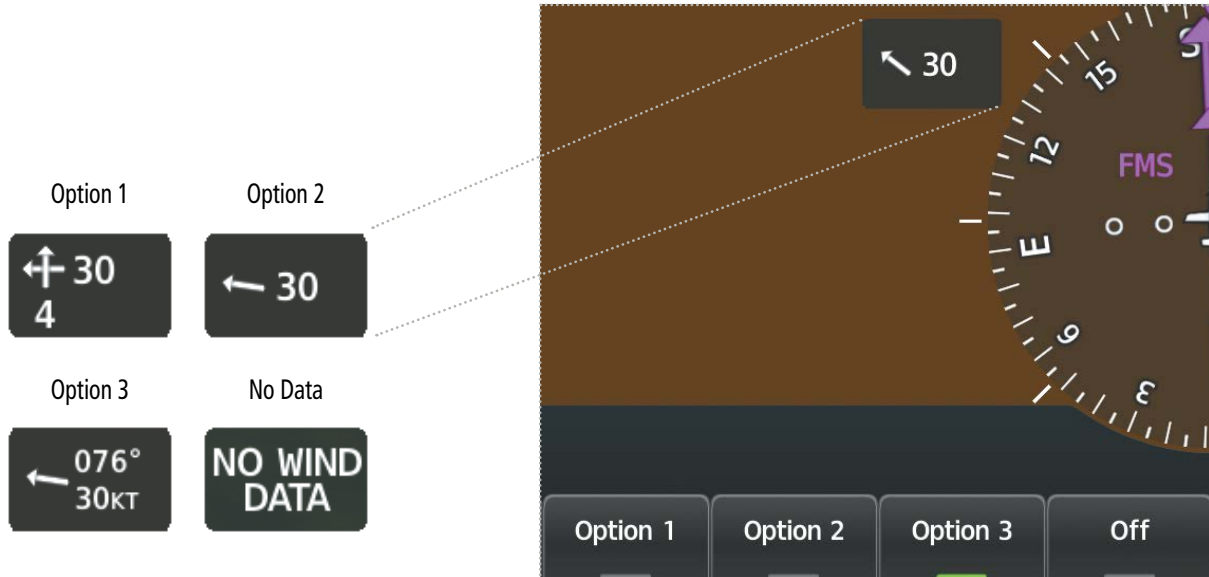 Option 1
Option 2
30
4
30
Option 3
No Data
076°
30KT
NO WIND
DATA
30
S
15
12
FMS
E
6
3
Option 1
Option 2
Option 3
Off